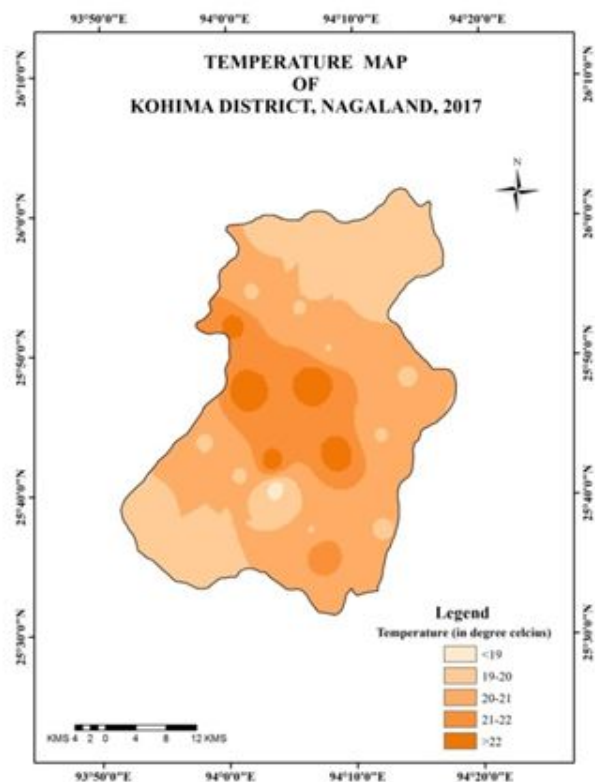 93°50'0"E 94°0'0"E 94°10'0"E 94°20'0"E
TEMPERATURE MAP
OF
KOHIMA DISTRICT, NAGALAND, 2017
N
26°10'0"N 26°10'0"N
26°0'0"N 26°0'0"N
25°50'0"N 25°50'0"N
25°40'0"N 25°40'0"N
25°30'0"N 25°30'0"N
Legend
Temperature (in degree celcius)
<19
19-20
20-21
21-22
>22
KMS 4 2 0 4 8 12 KMS
93°50'0"E 94°0'0"E 94°10'0"E 94°20'0"E